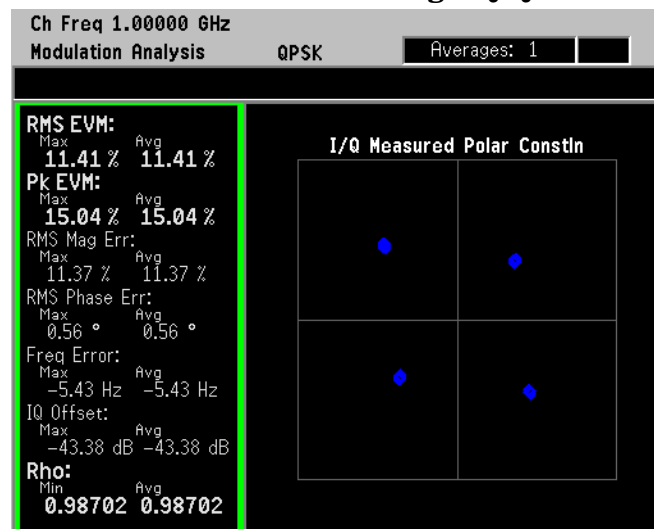 Ch Freq 1.00000 GHz
Modulation Analysis QPSK Averages: 1
RMS EVM:
Max Avg
11.41 % 11.41 %
Pk EVM:
Max Avg
15.04 % 15.04 %
RMS Mag Err:
Max Avg
11.37 % 11.37 %
RMS Phase Err:
Max Avg
0.56 ° 0.56 °
Freq Error:
Max Avg
-5.43 Hz -5.43 Hz
IQ Offset:
Max Avg
-43.38 dB -43.38 dB
Rho:
Min Avg
0.98702 0.98702
I/Q Measured Polar Constln